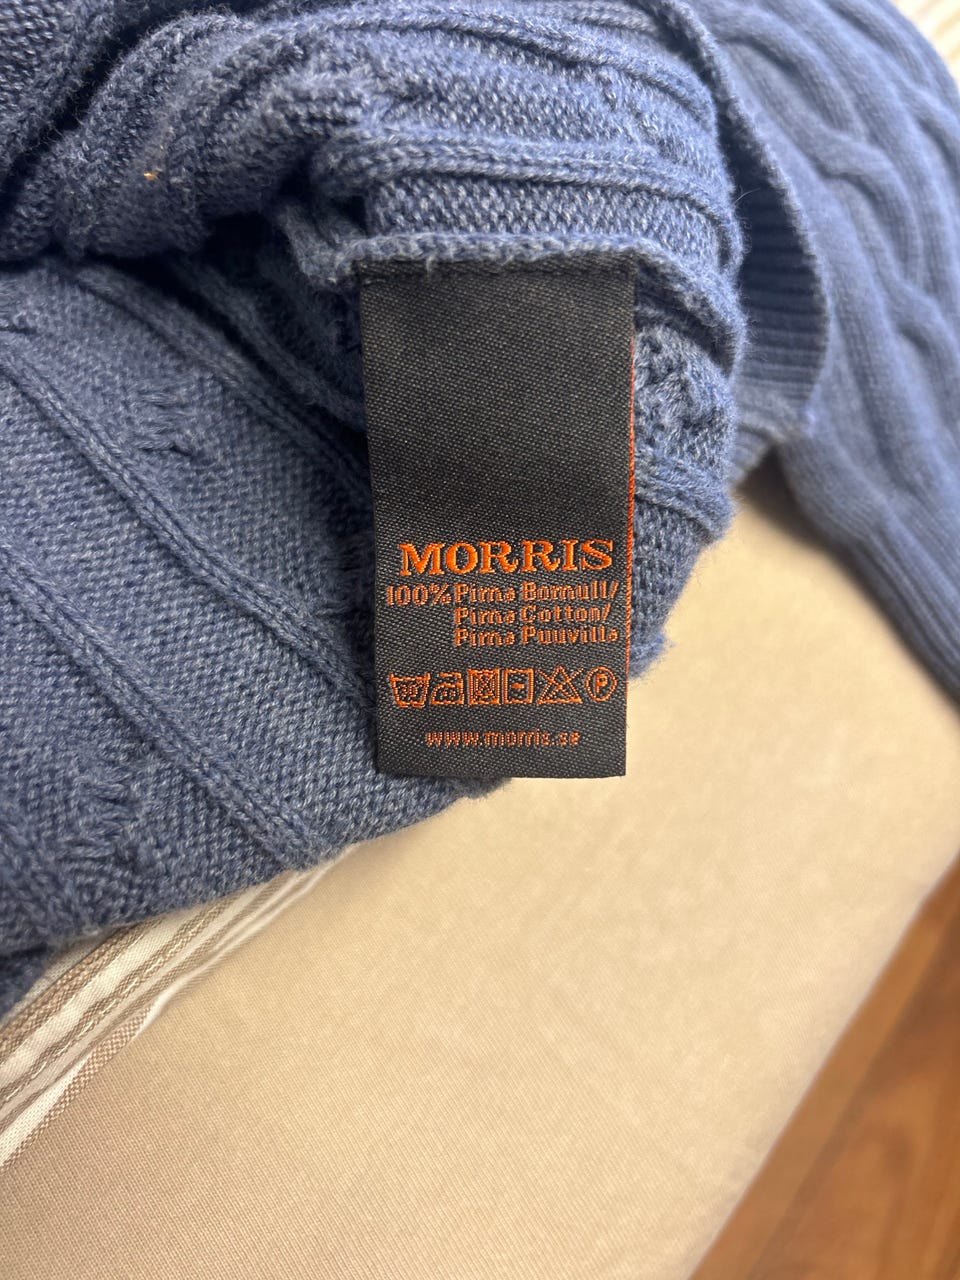 MORRIS
100% Pima Bomull/
Pima Cotton/
Pima Puuvilla
P
www.morris.se